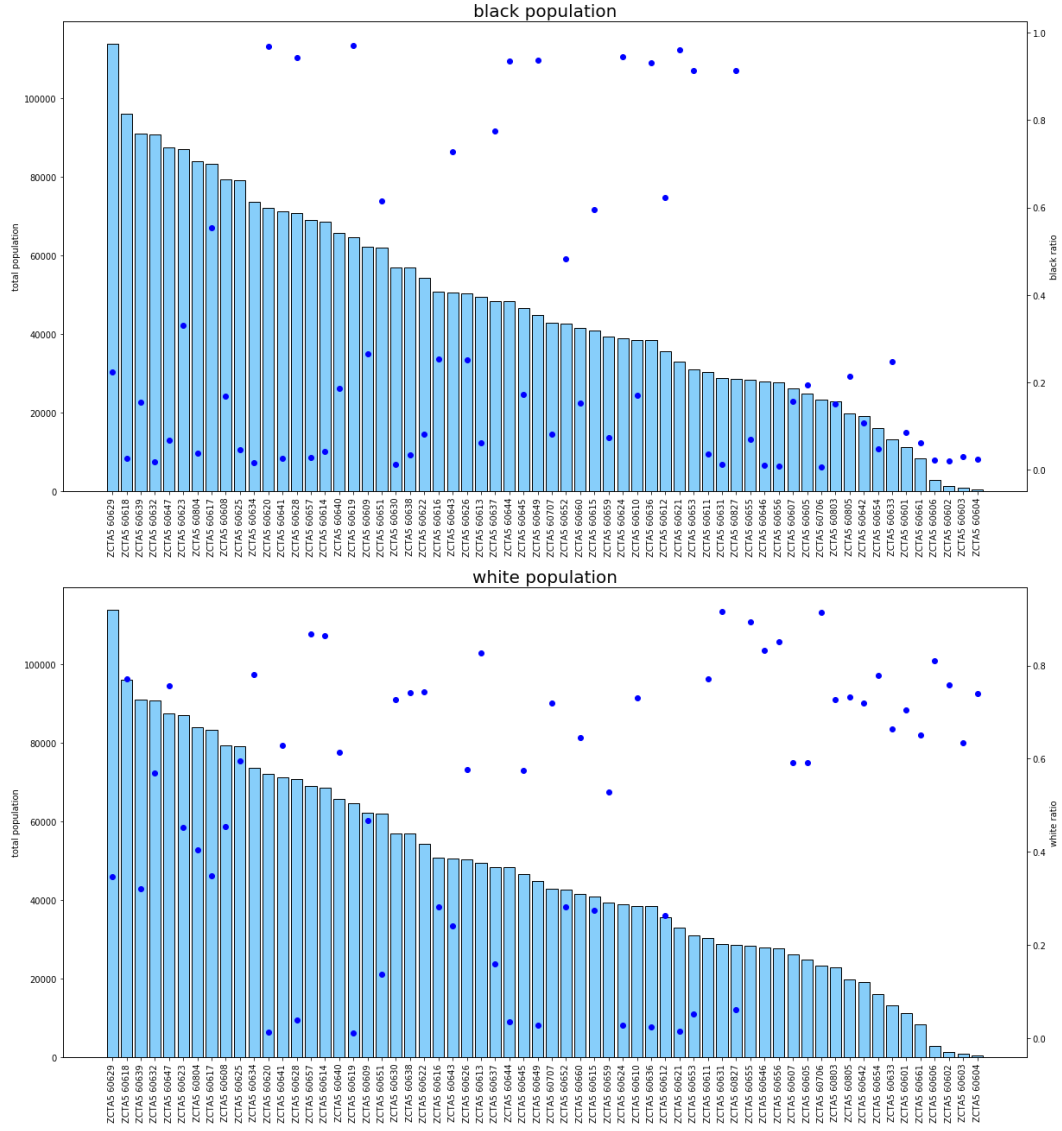 black population
100000
80000
60000
40000
20000
0
total population
1.0
0.8
0.6
0.4
0.2
0.0
black ratio
ZCTA5 60629
ZCTA5 60618
ZCTA5 60639
ZCTA5 60632
ZCTA5 60647
ZCTA5 60623
ZCTA5 60804
ZCTA5 60617
ZCTA5 60608
ZCTA5 60625
ZCTA5 60634
ZCTA5 60620
ZCTA5 60641
ZCTA5 60628
ZCTA5 60657
ZCTA5 60614
ZCTA5 60640
ZCTA5 60619
ZCTA5 60609
ZCTA5 60651
ZCTA5 60630
ZCTA5 60638
ZCTA5 60622
ZCTA5 60616
ZCTA5 60643
ZCTA5 60626
ZCTA5 60613
ZCTA5 60637
ZCTA5 60644
ZCTA5 60645
ZCTA5 60649
ZCTA5 60707
ZCTA5 60652
ZCTA5 60660
ZCTA5 60615
ZCTA5 60659
ZCTA5 60624
ZCTA5 60610
ZCTA5 60636
ZCTA5 60612
ZCTA5 60621
ZCTA5 60653
ZCTA5 60611
ZCTA5 60631
ZCTA5 60827
ZCTA5 60655
ZCTA5 60646
ZCTA5 60656
ZCTA5 60607
ZCTA5 60605
ZCTA5 60706
ZCTA5 60803
ZCTA5 60805
ZCTA5 60642
ZCTA5 60654
ZCTA5 60633
ZCTA5 60601
ZCTA5 60661
ZCTA5 60606
ZCTA5 60602
ZCTA5 60603
ZCTA5 60604
white population
100000
80000
60000
40000
20000
0
total population
0.8
0.6
0.4
0.2
0.0
white ratio
ZCTA5 60629
ZCTA5 60618
ZCTA5 60639
ZCTA5 60632
ZCTA5 60647
ZCTA5 60623
ZCTA5 60804
ZCTA5 60617
ZCTA5 60608
ZCTA5 60625
ZCTA5 60634
ZCTA5 60620
ZCTA5 60641
ZCTA5 60628
ZCTA5 60657
ZCTA5 60614
ZCTA5 60640
ZCTA5 60619
ZCTA5 60609
ZCTA5 60651
ZCTA5 60630
ZCTA5 60638
ZCTA5 60622
ZCTA5 60616
ZCTA5 60643
ZCTA5 60626
ZCTA5 60613
ZCTA5 60637
ZCTA5 60644
ZCTA5 60645
ZCTA5 60649
ZCTA5 60707
ZCTA5 60652
ZCTA5 60660
ZCTA5 60615
ZCTA5 60659
ZCTA5 60624
ZCTA5 60610
ZCTA5 60636
ZCTA5 60612
ZCTA5 60621
ZCTA5 60653
ZCTA5 60611
ZCTA5 60631
ZCTA5 60827
ZCTA5 60655
ZCTA5 60646
ZCTA5 60656
ZCTA5 60607
ZCTA5 60605
ZCTA5 60706
ZCTA5 60803
ZCTA5 60805
ZCTA5 60642
ZCTA5 60654
ZCTA5 60633
ZCTA5 60601
ZCTA5 60661
ZCTA5 60606
ZCTA5 60602
ZCTA5 60603
ZCTA5 60604